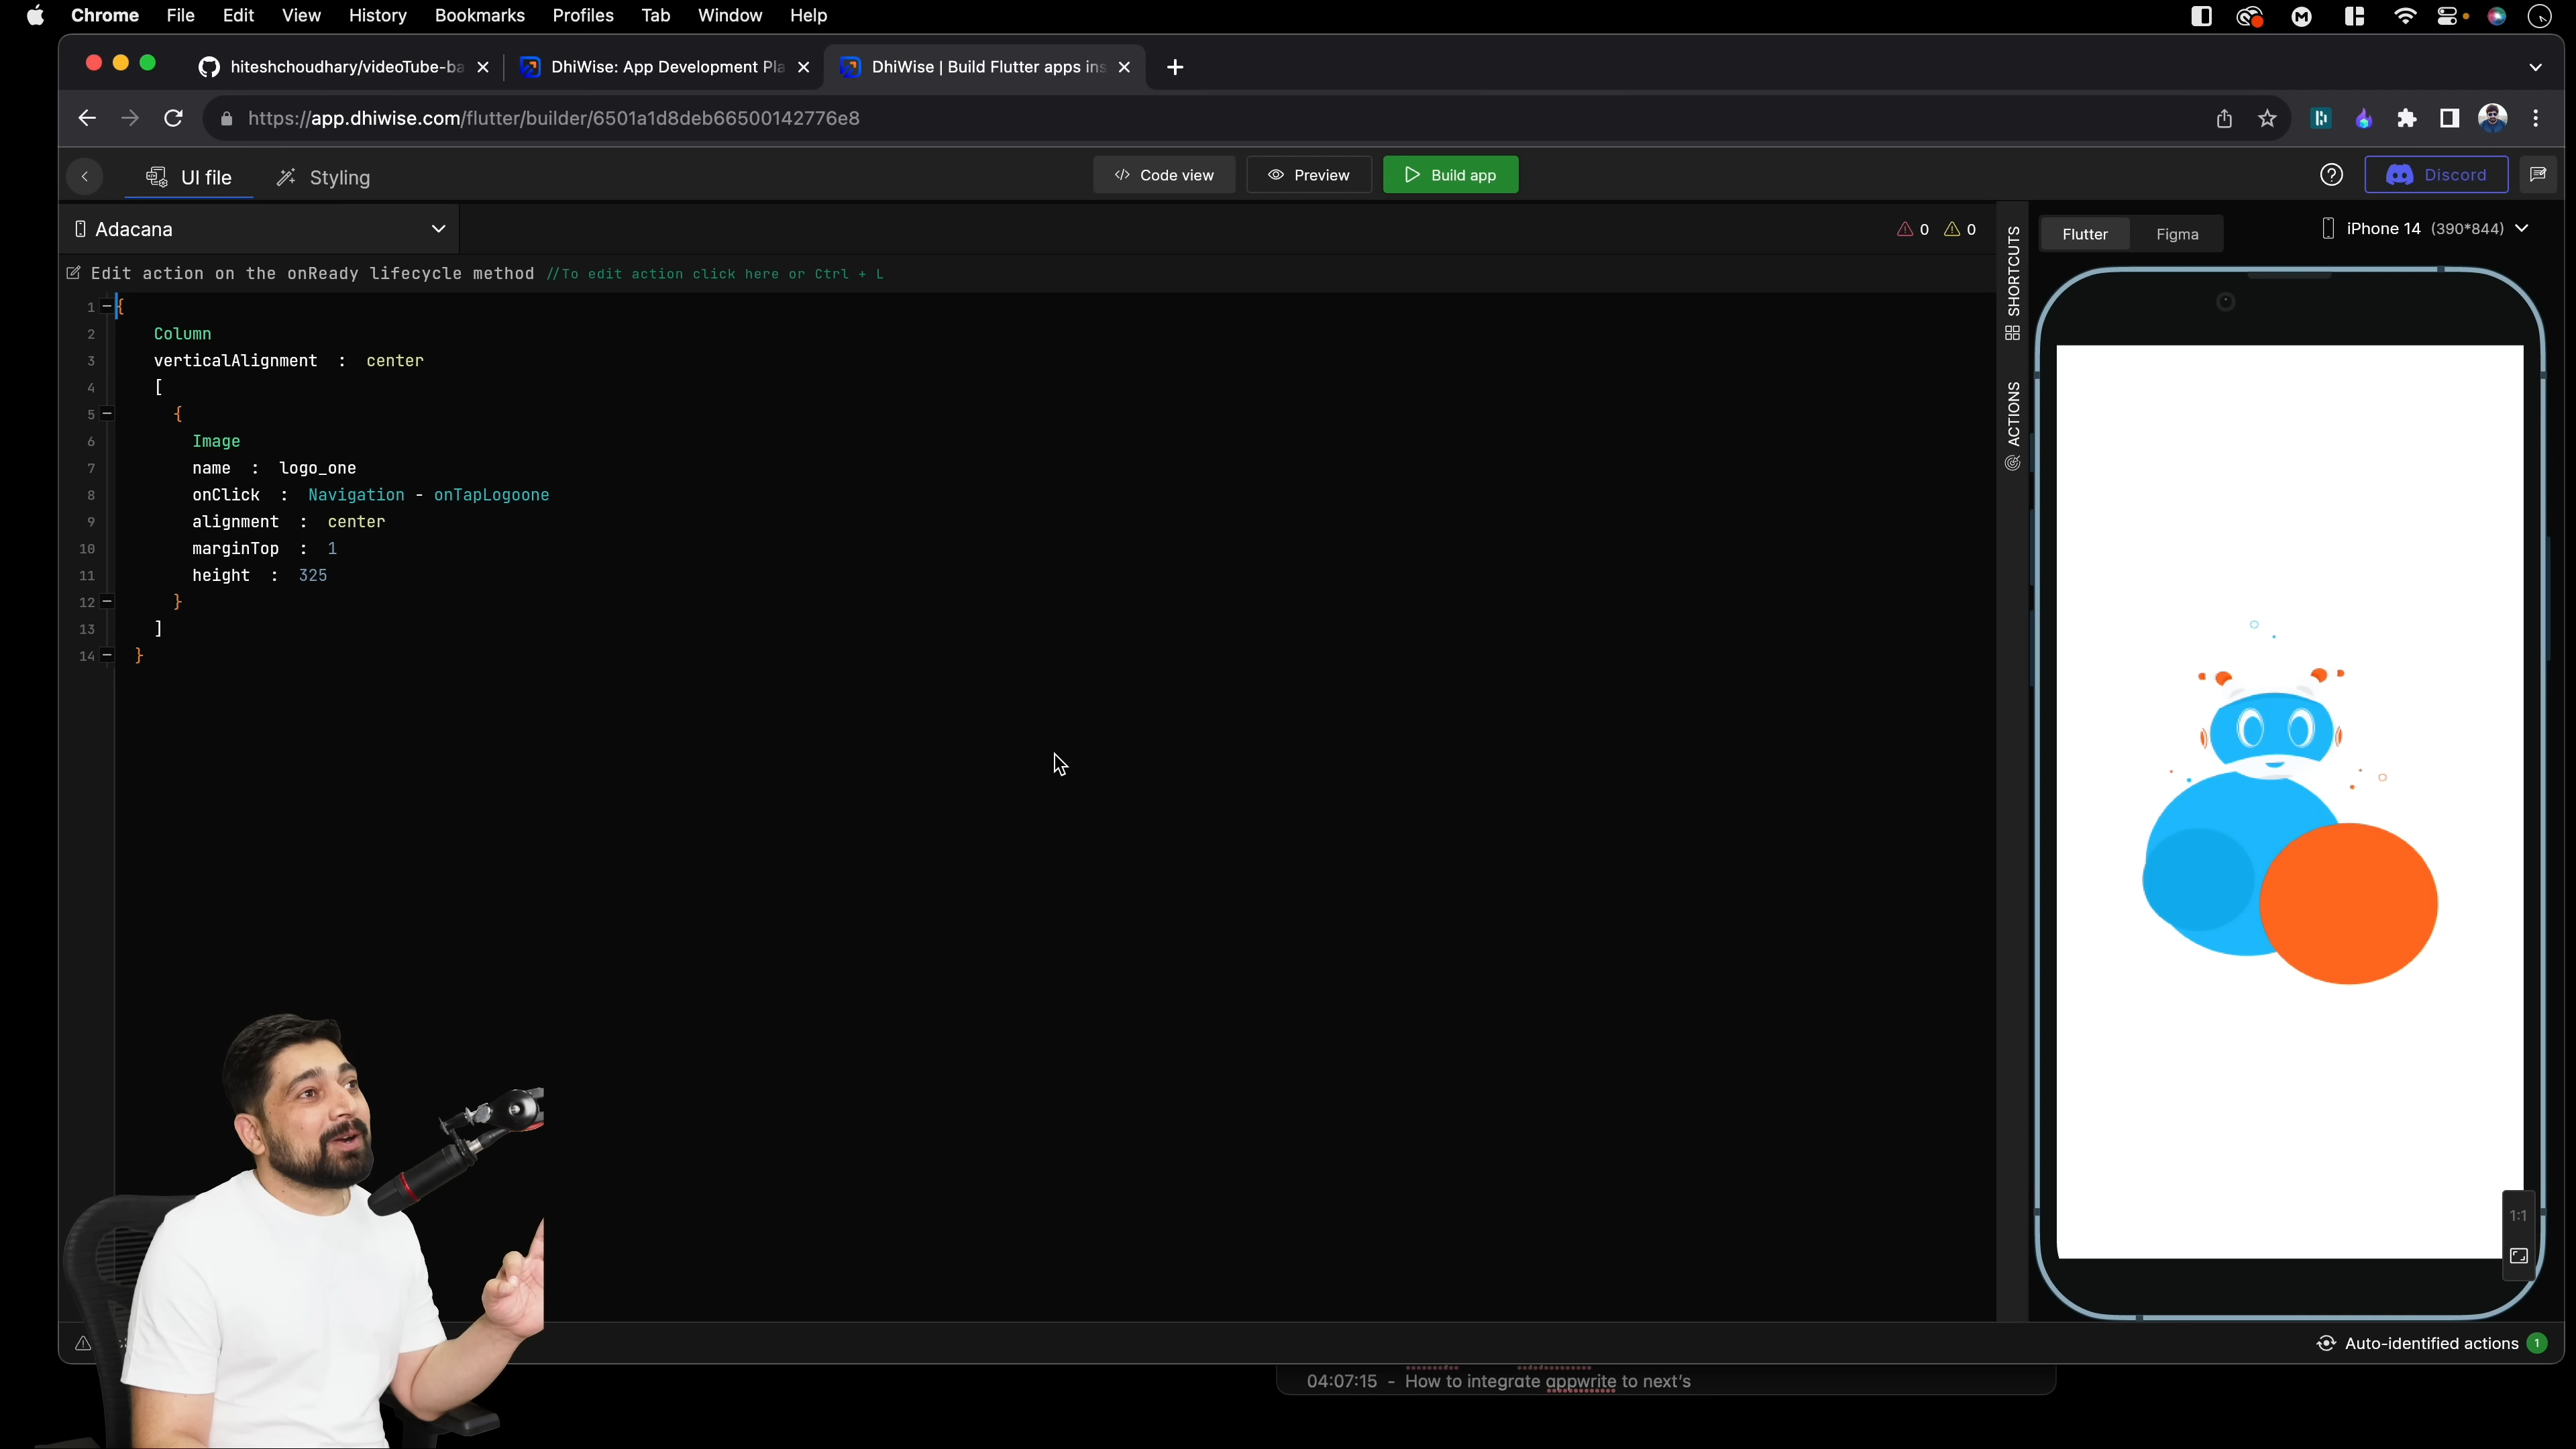 Chrome File Edit View History Bookmarks Profiles Tab Window Help
hiteshchoudhary/videoTube-ba
DhiWise: App Development Pla
DhiWise | Build Flutter apps ins
https://app.dhiwise.com/flutter/builder/6501a1d8deb66500142776e8
UI file
Styling
Code view
Preview
Build app
Discord
Adacana
0
0
Edit action on the onReady lifecycle method //To edit action click here or Ctrl + L
1 {
2 Column
3 verticalAlignment : center
4 [
5 {
6 Image
7 name : logo_one
8 onClick : Navigation - onTapLogoone
9 alignment : center
10 marginTop : 1
11 height : 325
12 }
13 ]
14 }
SHORTCUTS
ACTIONS
Flutter
Figma
iPhone 14 (390*844)
1:1
Auto-identified actions 1
04:07:15 - How to integrate appwrite to next's